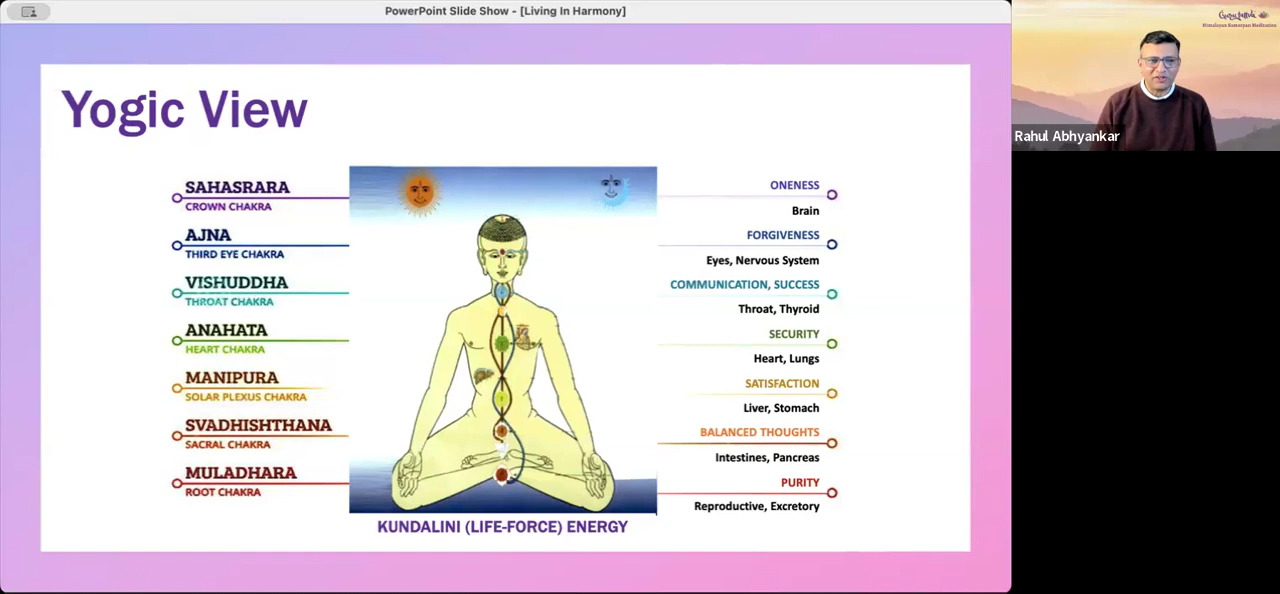 PowerPoint Slide Show - [Living In Harmony]
Yogic View
SAHASRARA
CROWN CHAKRA
AJNA
THIRD EYE CHAKRA
VISHUDDHA
THROAT CHAKRA
ANAHATA
HEART CHAKRA
MANIPURA
SOLAR PLEXUS CHAKRA
SVADHISHTHANA
SACRAL CHAKRA
MULADHARA
ROOT CHAKRA
ONENESS
Brain
FORGIVENESS
Eyes, Nervous System
COMMUNICATION, SUCCESS
Throat, Thyroid
SECURITY
Heart, Lungs
SATISFACTION
Liver, Stomach
BALANCED THOUGHTS
Intestines, Pancreas
PURITY
Reproductive, Excretory
KUNDALINI (LIFE-FORCE) ENERGY
Himalayan Samarpan Meditation
Rahul Abhyankar